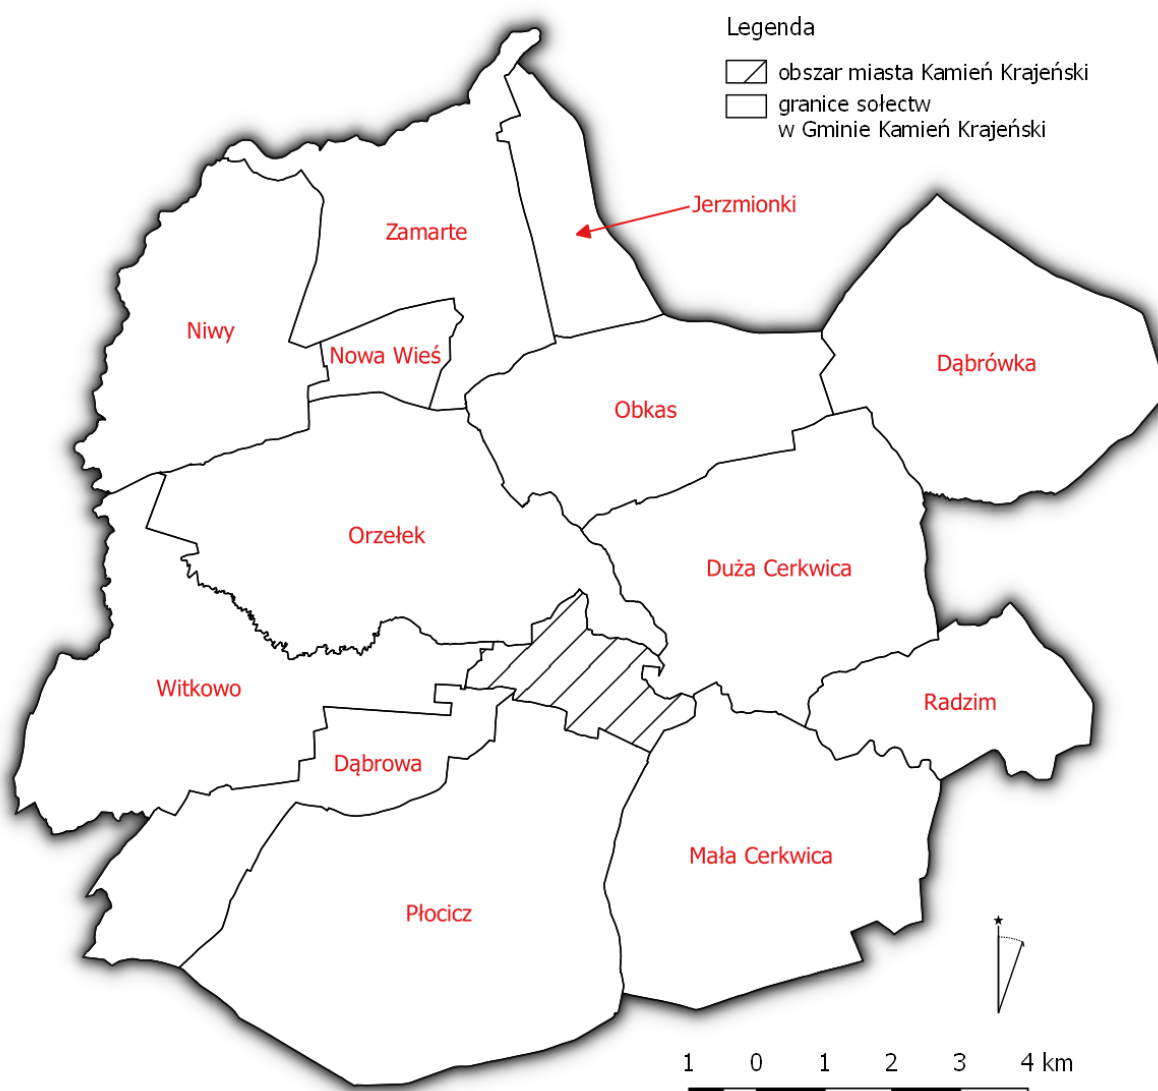 Legenda
obszar miasta Kamień Krajeński
granice sołectw
w Gminie Kamień Krajeński
Jerzmionki
Zamarte
Niwy
Nowa Wieś
Dąbrówka
Obkas
Orzełek
Duża Cerkwica
Witkowo
Radzim
Dąbrowa
Mała Cerkwica
Płocicz
1 0 1 2 3 4 km